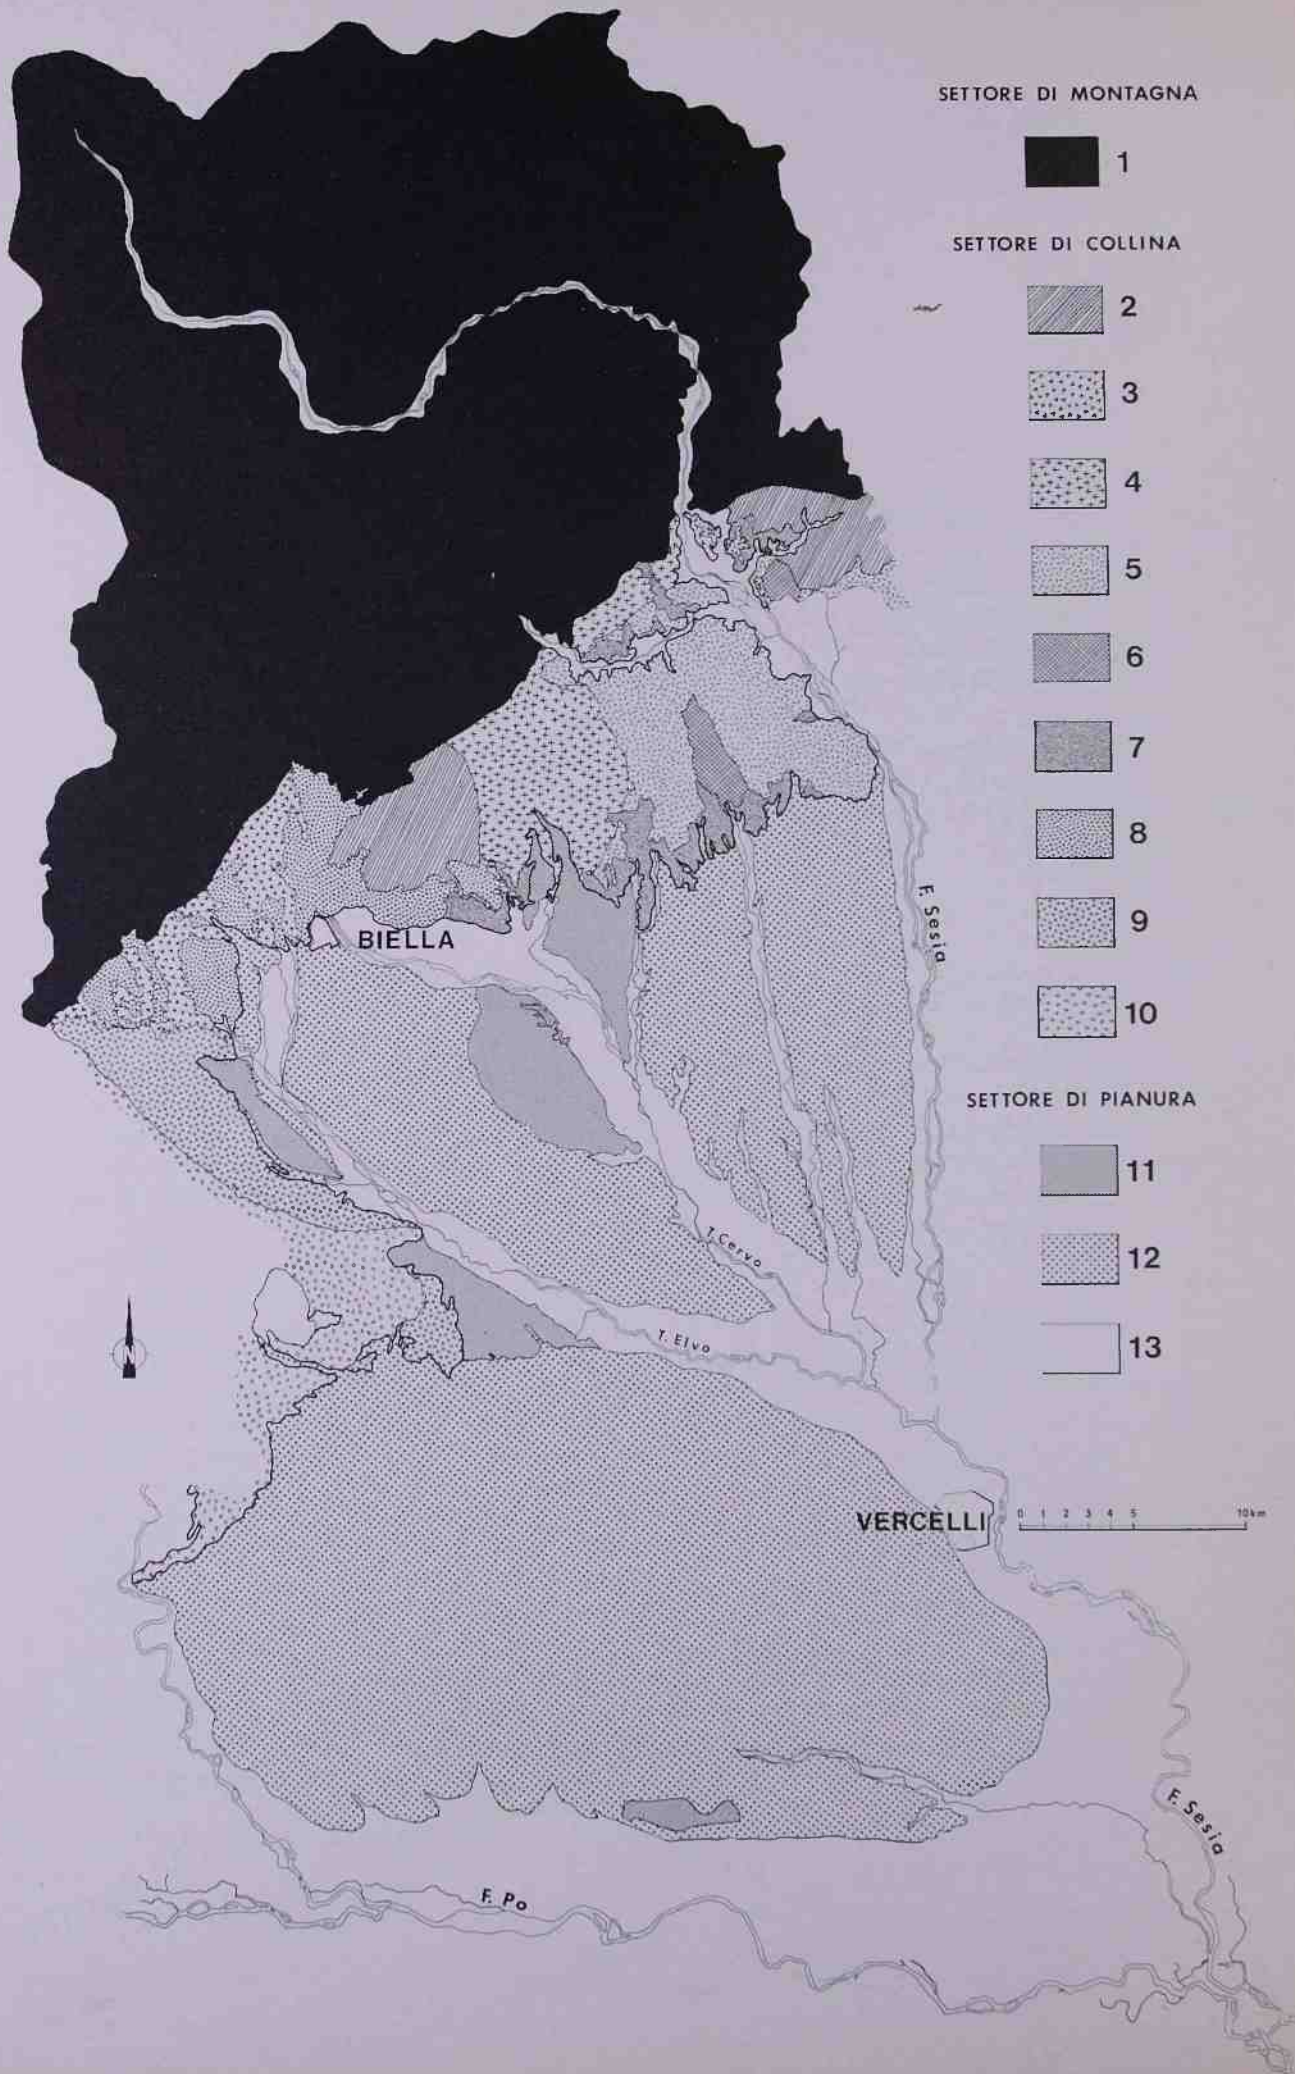 SETTORE DI MONTAGNA
1
SETTORE DI COLLINA
2
3
4
5
6
7
8
9
10
SETTORE DI PIANURA
11
12
13
BIELLA
F. Sesia
T. Cervo
T. Elvo
N
VERCELLI
0 1 2 3 4 5 10 km
F. Sesia
F. Po